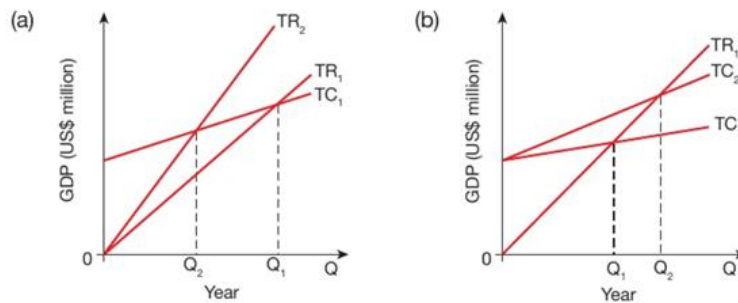 (a)
TR₂
TR₁
TC₁
GDP (US$ million)
0
Q₂
Q₁
Q
Year
(b)
TR₁
TC₂
TC
GDP (US$ million)
0
Q₁
Q₂
Q
Year